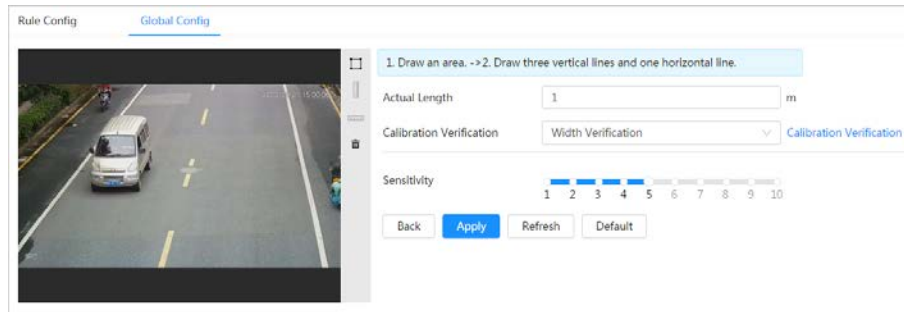 Rule Config
Global Config
1. Draw an area. ->2. Draw three vertical lines and one horizontal line.
Actual Length
1
m
Calibration Verification
Width Verification
Calibration Verification
Sensitivity
1 2 3 4 5 6 7 8 9 10
Back
Apply
Refresh
Default